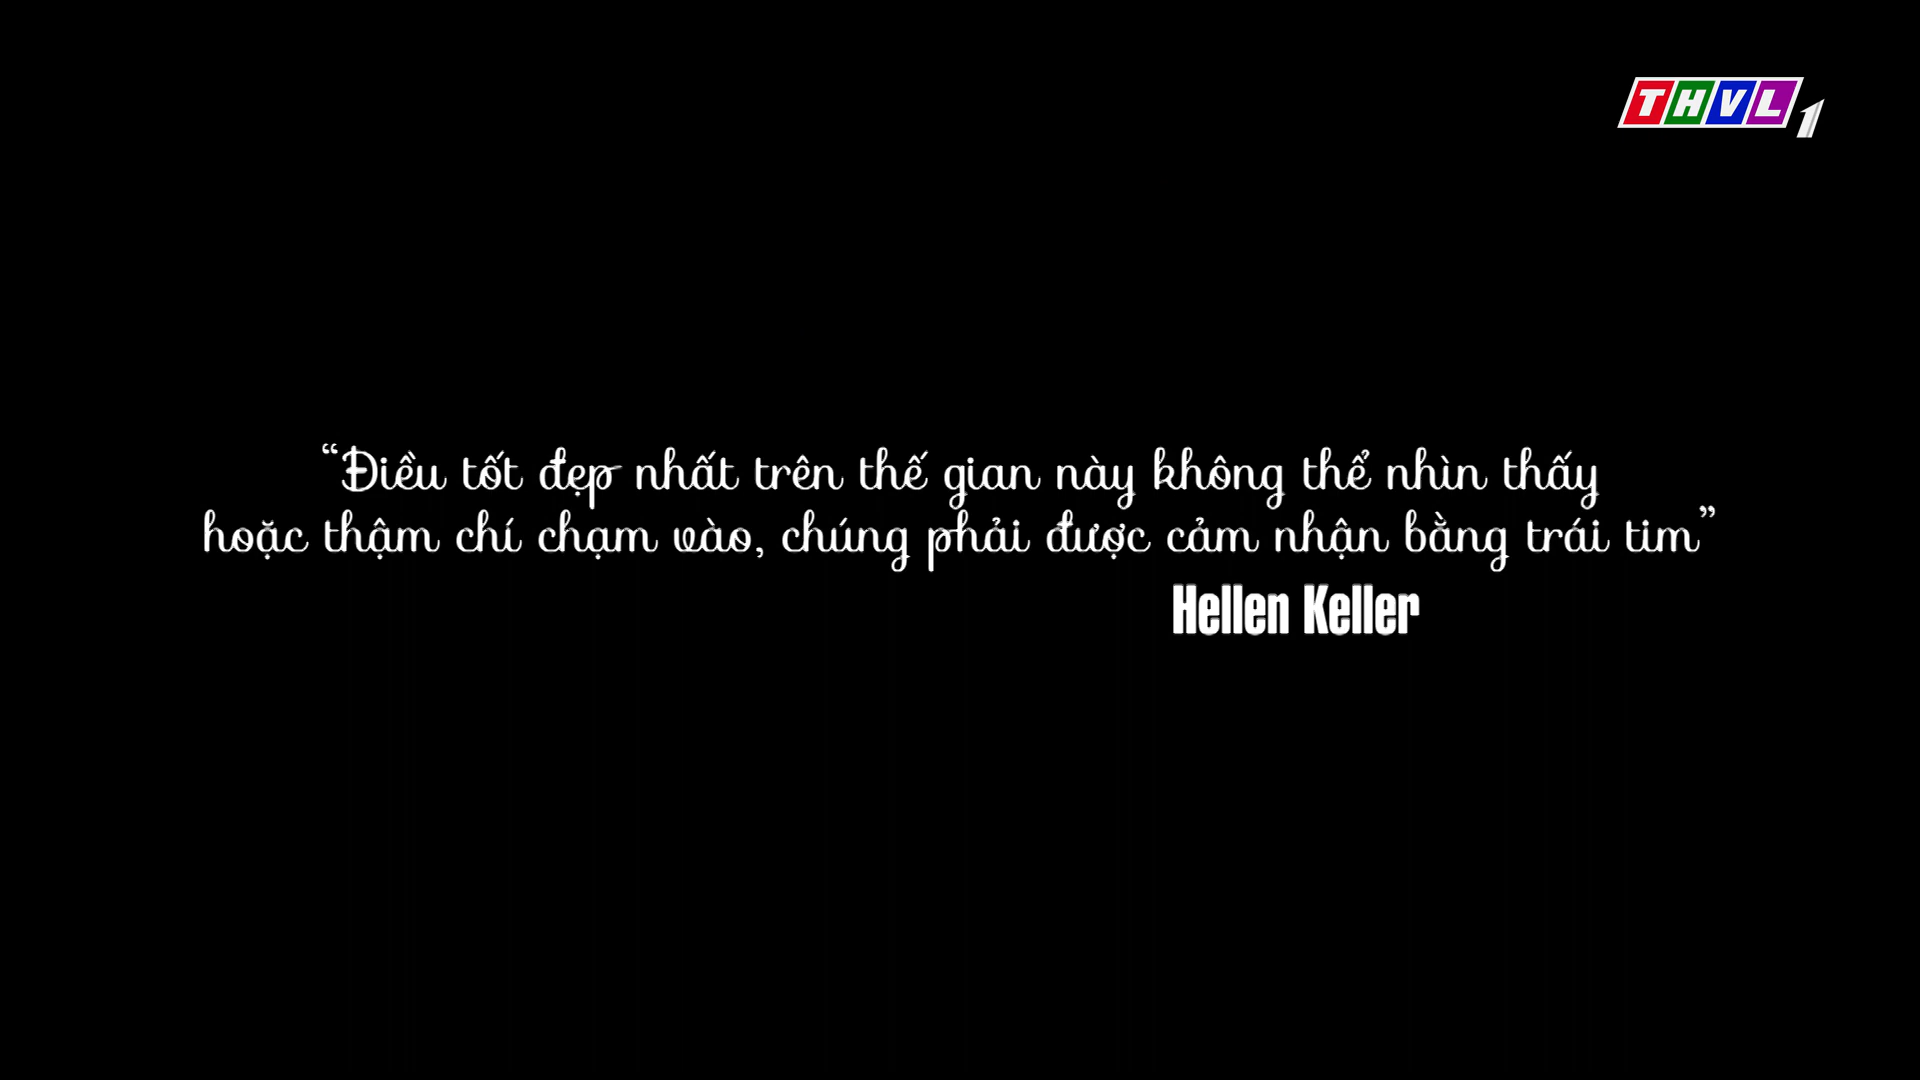 THVL1
“Điều tốt đẹp nhất trên thế gian này không thể nhìn thấy
hoặc thậm chí chạm vào, chúng phải được cảm nhận bằng trái tim”
Hellen Keller